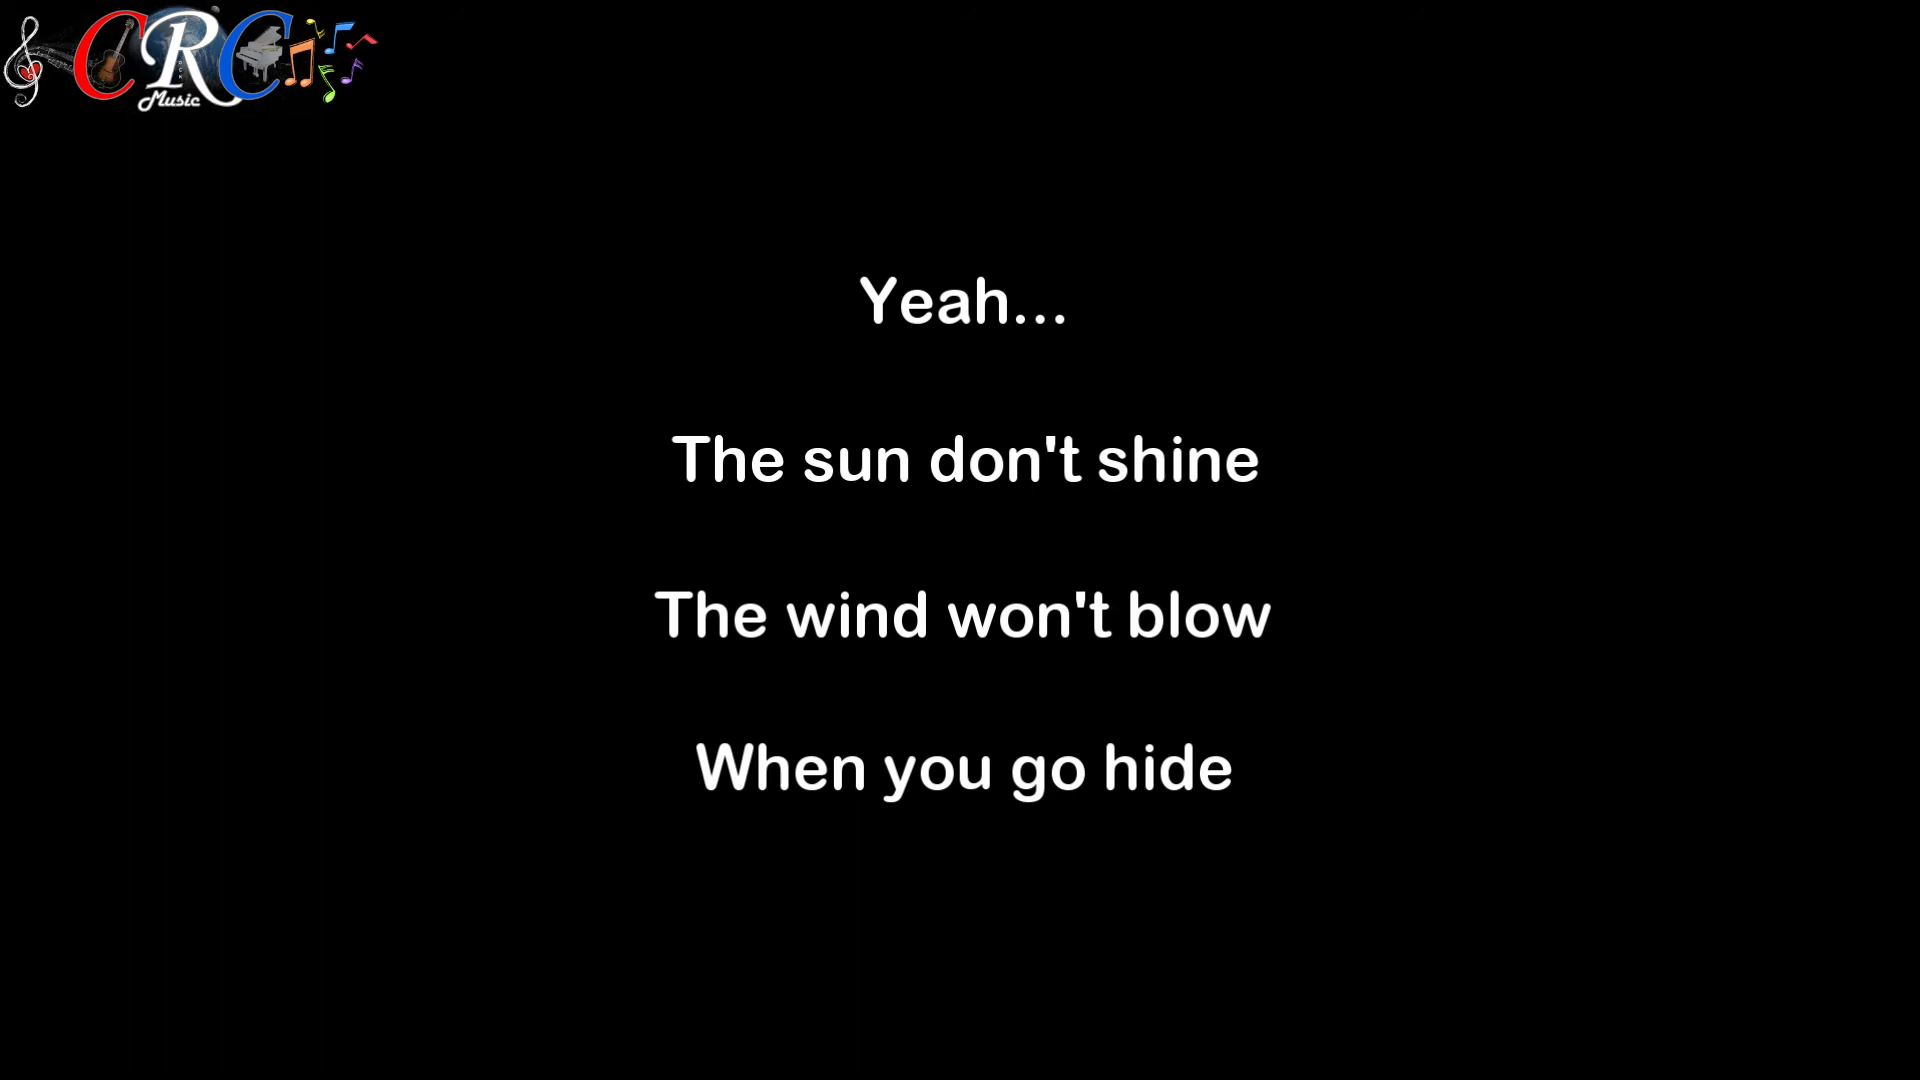 CRC
Music
Yeah...
The sun don't shine
The wind won't blow
When you go hide